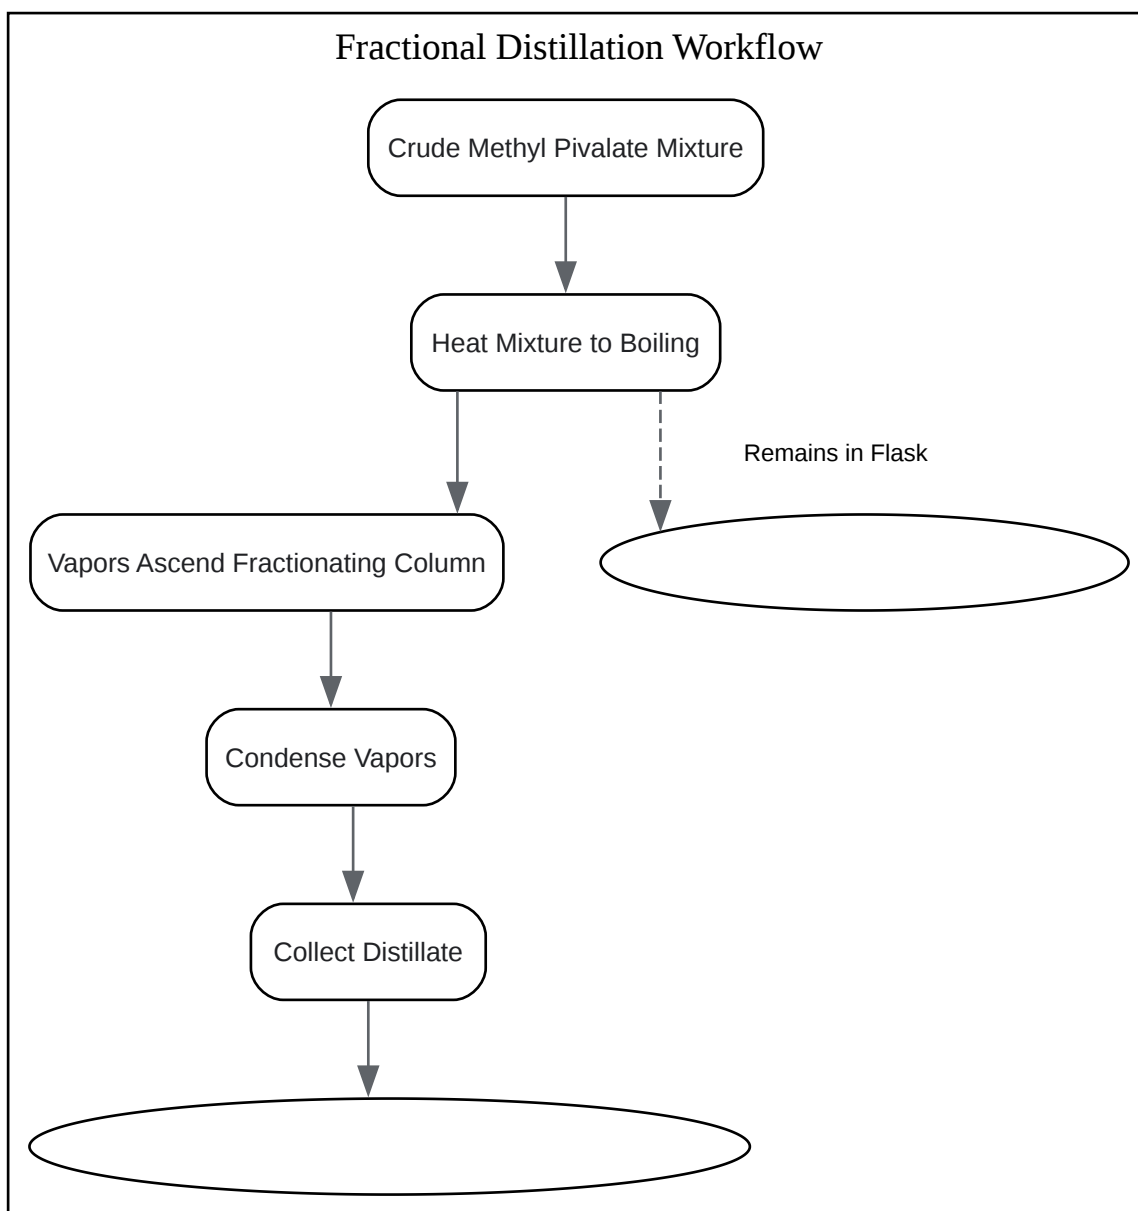 Fractional Distillation Workflow
Crude Methyl Pivalate Mixture
Heat Mixture to Boiling
Remains in Flask
Vapors Ascend Fractionating Column
Condense Vapors
Collect Distillate